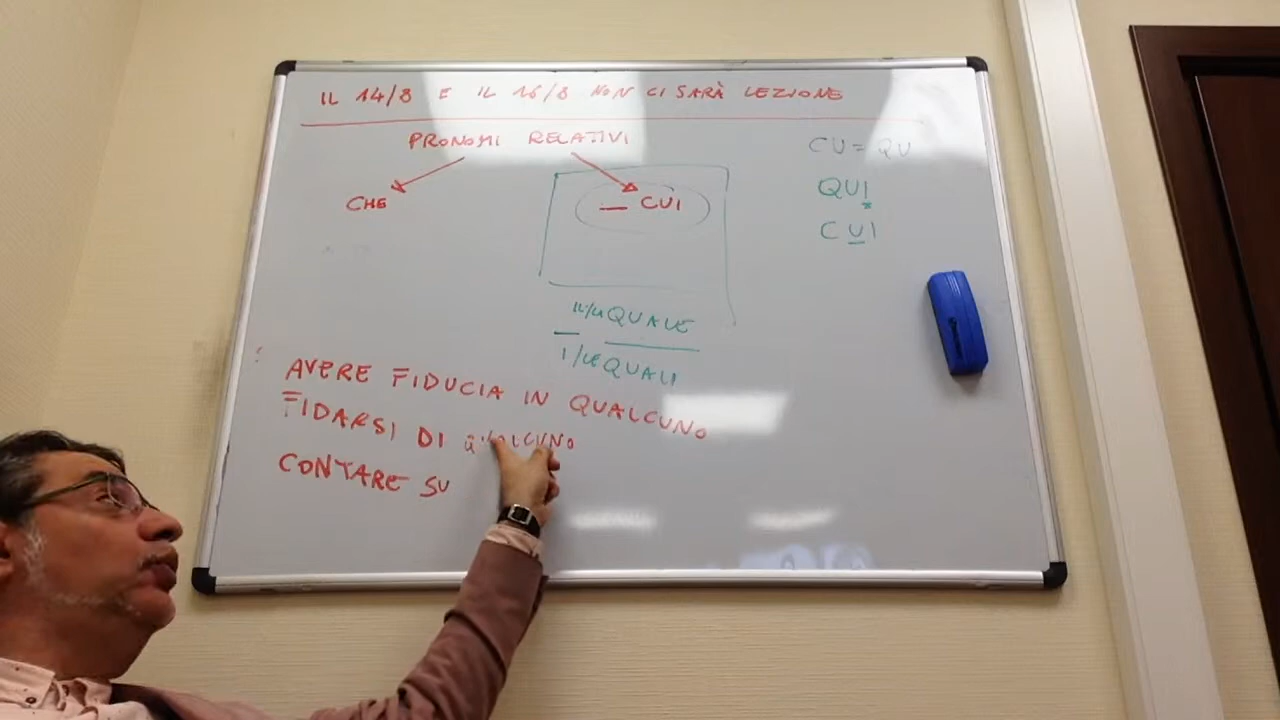 IL 14/8 E IL 16/8 NON CI SARÀ LEZIONE
PRONOMI RELATIVI
CHE
__ CUI
CU = QU
QUI
CUI
IL/LA QUALE
I/LE QUALI
AVERE FIDUCIA IN QUALCUNO
FIDARSI DI QUALCUNO
CONTARE SU